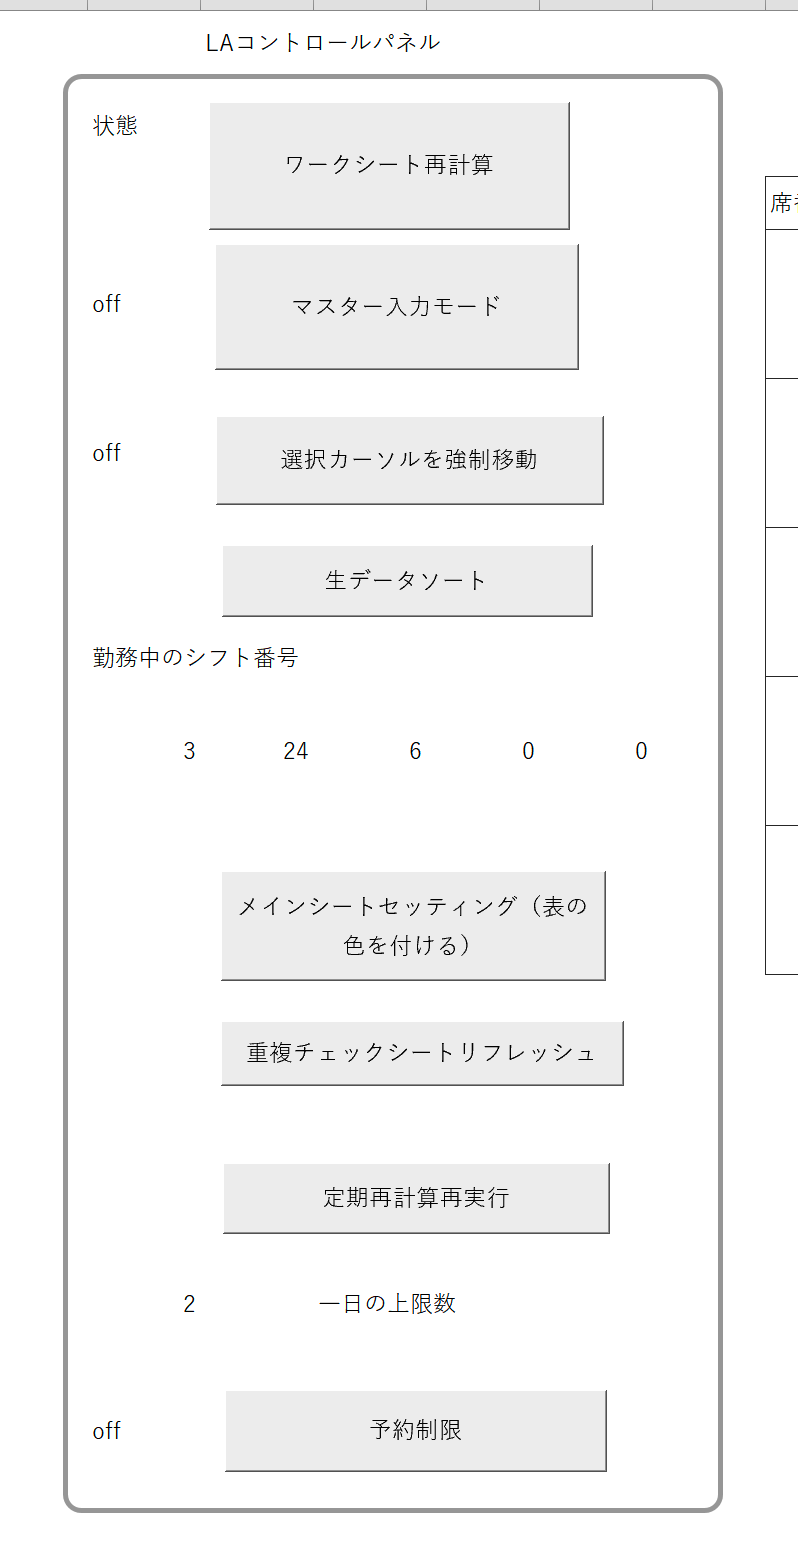 LAコントロールパネル
状態
ワークシート再計算
席
off
マスター入力モード
off
選択カーソルを強制移動
生データソート
勤務中のシフト番号
3 24 6 0 0
メインシートセッティング（表の
色を付ける）
重複チェックシートリフレッシュ
定期再計算再実行
2 一日の上限数
off
予約制限